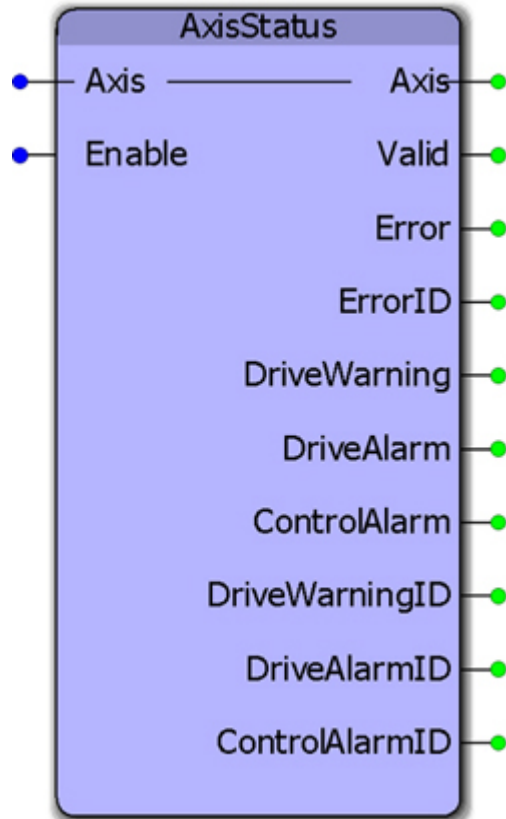 AxisStatus
Axis Axis
Enable Valid
Error
ErrorID
DriveWarning
DriveAlarm
ControlAlarm
DriveWarningID
DriveAlarmID
ControlAlarmID